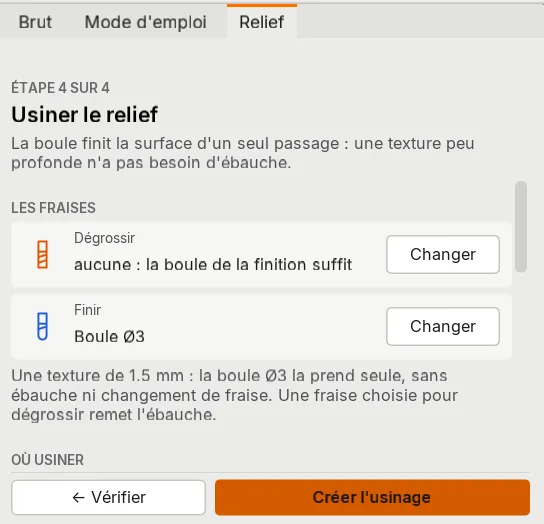 Brut Mode d'emploi Relief
ÉTAPE 4 SUR 4
Usiner le relief
La boule finit la surface d'un seul passage : une texture peu
profonde n'a pas besoin d'ébauche.
LES FRAISES
Dégrossir
aucune : la boule de la finition suffit
Changer
Finir
Boule Ø3
Changer
Une texture de 1.5 mm : la boule Ø3 la prend seule, sans
ébauche ni changement de fraise. Une fraise choisie pour
dégrossir remet l'ébauche.
OÙ USINER
← Vérifier Créer l'usinage